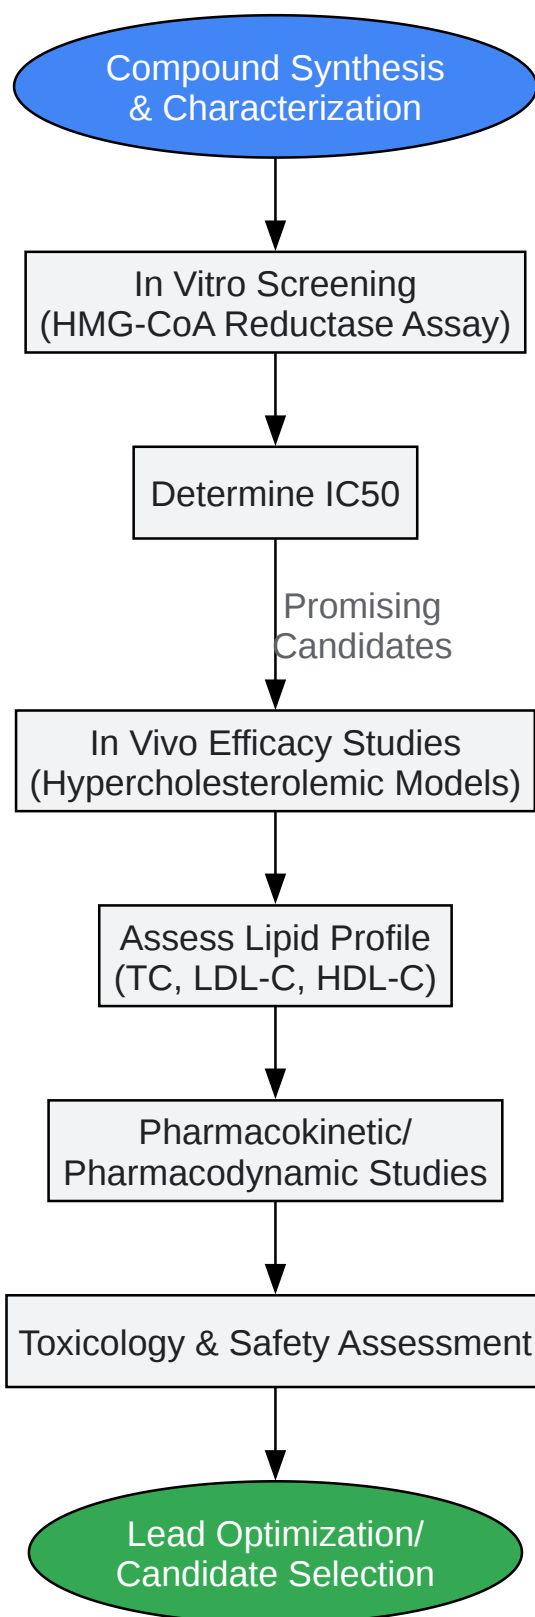 Compound Synthesis
& Characterization
In Vitro Screening
(HMG-CoA Reductase Assay)
Determine IC50
Promising
Candidates
In Vivo Efficacy Studies
(Hypercholesterolemic Models)
Assess Lipid Profile
(TC, LDL-C, HDL-C)
Pharmacokinetic/
Pharmacodynamic Studies
Toxicology & Safety Assessment
Lead Optimization/
Candidate Selection